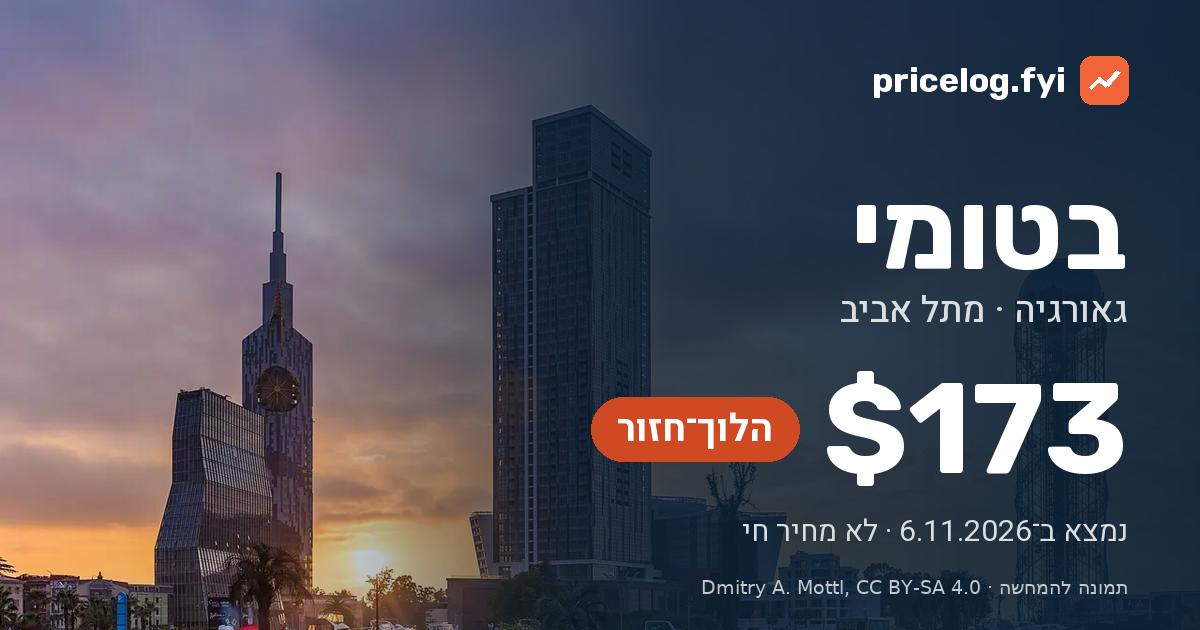 pricelog.fyi
בטומי
גאורגיה · מתל אביב
$173 הלוך־חזור
נמצא ב־6.11.2026 · לא מחיר חי
תמונה להמחשה · Dmitry A. Mottl, CC BY-SA 4.0